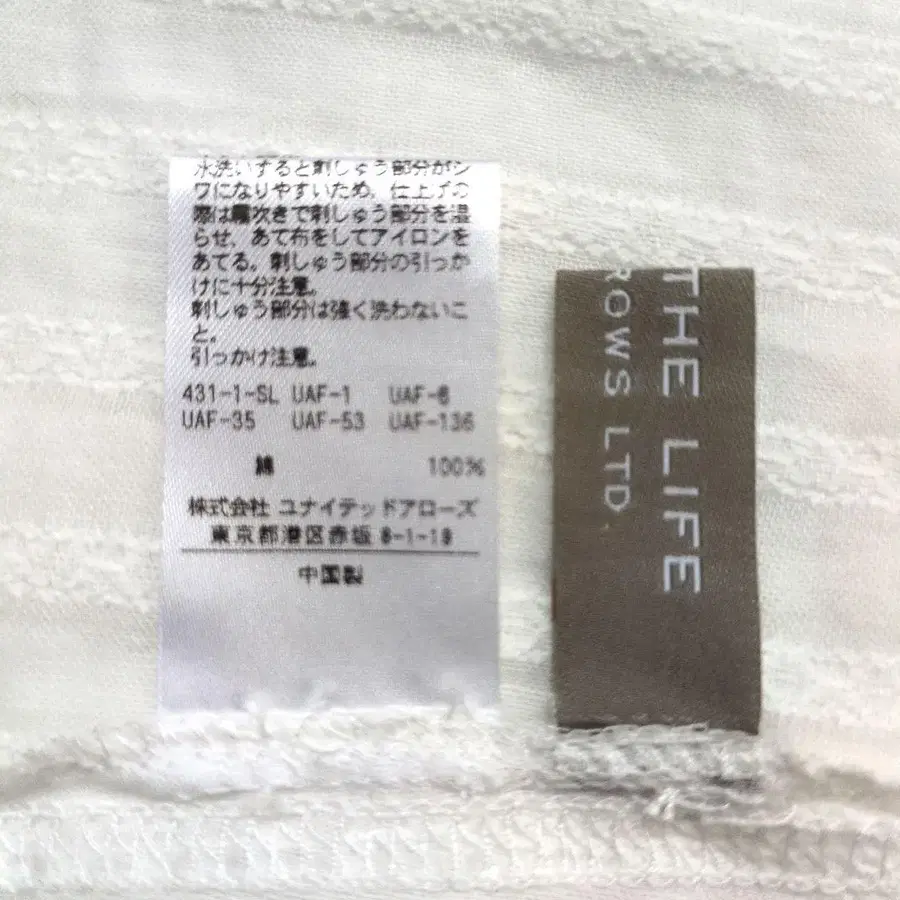 水洗いすると刺しゅう部分がシ
ワになりやすいため、仕上げの
際は霧吹きで刺しゅう部分を湿
らせ、あて布をしてアイロンを
あてる。刺しゅう部分の引っか
けに十分注意。
刺しゅう部分は強く洗わないこ
と。
引っかけ注意。
431-1-SL UAF-1 UAF-6
UAF-35 UAF-53 UAF-136
綿 100%
株式会社 ユナイテッドアローズ
東京都港区赤坂 8-1-19
中国製
THE LIFE
ROWS LTD.